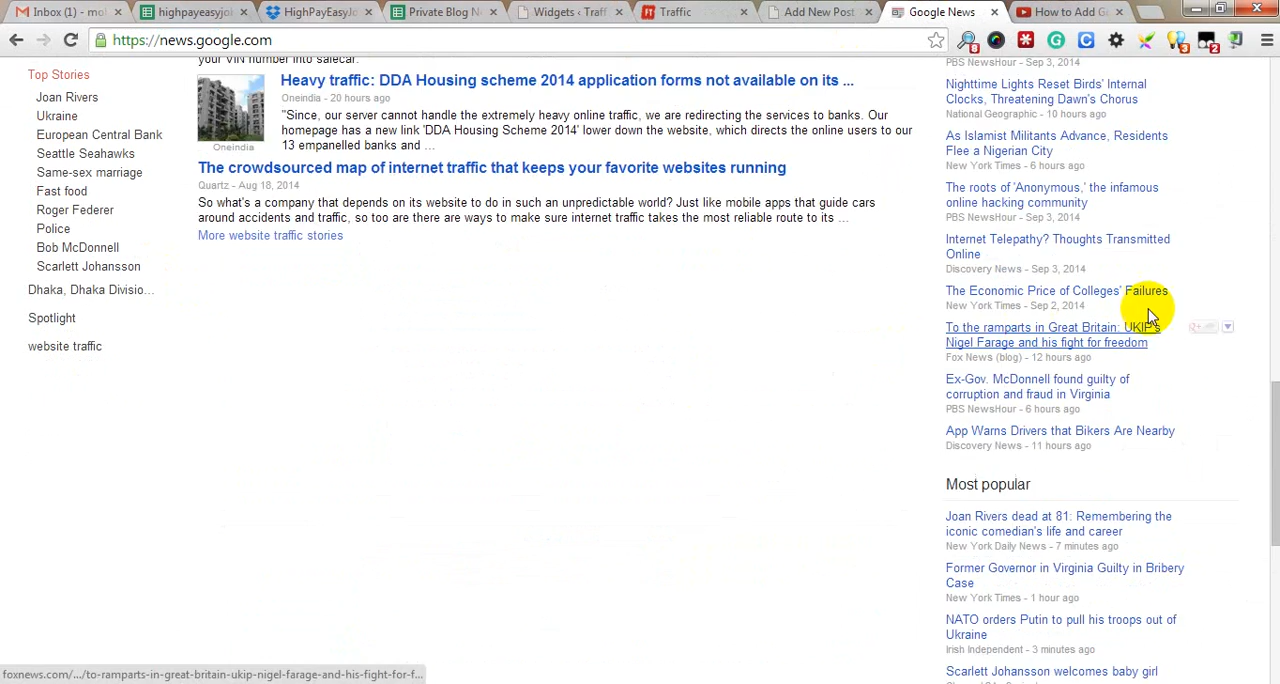 Inbox (1) - mo
highpayeasyjo
HighPayEasyJo
Private Blog N
Widgets ‹ Traff
Traffic
Add New Post
Google News
How to Add G
https://news.google.com
8
3
2
your VIN number into safecar.
Top Stories
Joan Rivers
Ukraine
European Central Bank
Seattle Seahawks
Same-sex marriage
Fast food
Roger Federer
Police
Bob McDonnell
Scarlett Johansson
Dhaka, Dhaka Divisio...
Spotlight
website traffic
Heavy traffic: DDA Housing scheme 2014 application forms not available on its ...
Oneindia - 20 hours ago
"Since, our server cannot handle the extremely heavy online traffic, we are redirecting the services to banks. Our
homepage has a new link 'DDA Housing Scheme 2014' lower down the website, which directs the online users to our
13 empanelled banks and ...
Oneindia
The crowdsourced map of internet traffic that keeps your favorite websites running
Quartz - Aug 18, 2014
So what's a company that depends on its website to do in such an unpredictable world? Just like mobile apps that guide cars
around accidents and traffic, so too are there are ways to make sure internet traffic takes the most reliable route to its ...
More website traffic stories
PBS NewsHour - Sep 3, 2014
Nighttime Lights Reset Birds' Internal
Clocks, Threatening Dawn's Chorus
National Geographic - 10 hours ago
As Islamist Militants Advance, Residents
Flee a Nigerian City
New York Times - 6 hours ago
The roots of 'Anonymous,' the infamous
online hacking community
PBS NewsHour - Sep 3, 2014
Internet Telepathy? Thoughts Transmitted
Online
Discovery News - Sep 3, 2014
The Economic Price of Colleges' Failures
New York Times - Sep 2, 2014
To the ramparts in Great Britain: UKIP's
Nigel Farage and his fight for freedom
Fox News (blog) - 12 hours ago
Ex-Gov. McDonnell found guilty of
corruption and fraud in Virginia
PBS NewsHour - 6 hours ago
App Warns Drivers that Bikers Are Nearby
Discovery News - 11 hours ago
Most popular
Joan Rivers dead at 81: Remembering the
iconic comedian's life and career
New York Daily News - 7 minutes ago
Former Governor in Virginia Guilty in Bribery
Case
New York Times - 1 hour ago
NATO orders Putin to pull his troops out of
Ukraine
Irish Independent - 3 minutes ago
Scarlett Johansson welcomes baby girl
foxnews.com/.../to-ramparts-in-great-britain-ukip-nigel-farage-and-his-fight-for-f...